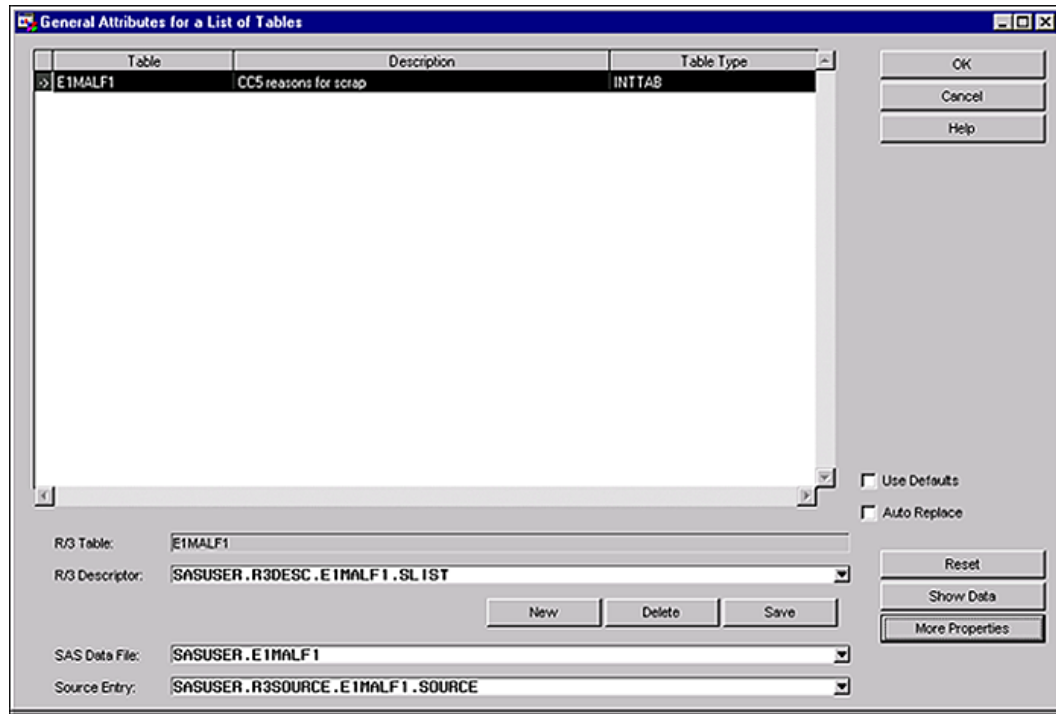 General Attributes for a List of Tables
Table Description Table Type
E1MALF1 CC5 reasons for scrap INTTAB
OK
Cancel
Help
Use Defaults
Auto Replace
R/3 Table: E1MALF1
R/3 Descriptor: SASUSER.R3DESC.E1MALF1.SLIST
New Delete Save
Reset
Show Data
More Properties
SAS Data File: SASUSER.E1MALF1
Source Entry: SASUSER.R3SOURCE.E1MALF1.SOURCE